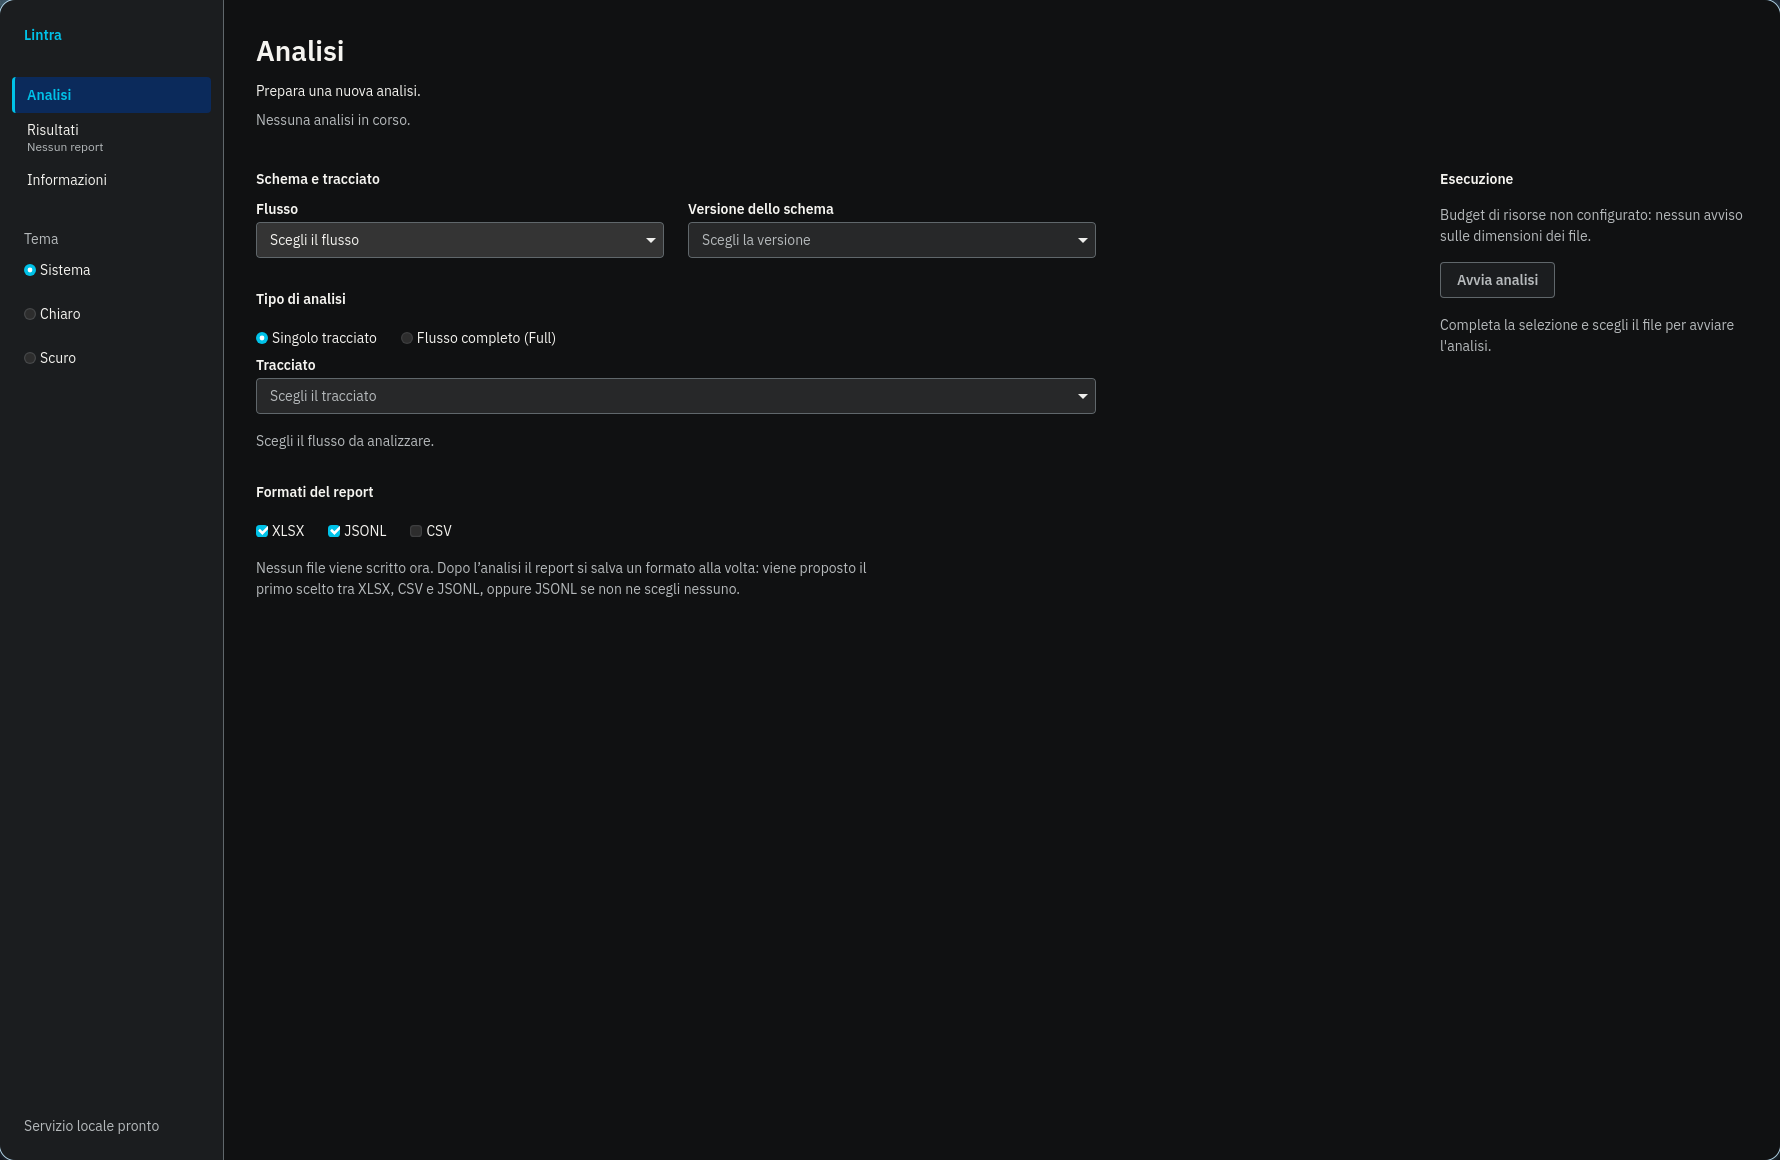 Lintra
Analisi
Risultati
Nessun report
Informazioni
Tema
Sistema
Chiaro
Scuro
Servizio locale pronto
Analisi
Prepara una nuova analisi.
Nessuna analisi in corso.
Schema e tracciato
Flusso
Scegli il flusso
Versione dello schema
Scegli la versione
Tipo di analisi
Singolo tracciato
Flusso completo (Full)
Tracciato
Scegli il tracciato
Scegli il flusso da analizzare.
Formati del report
XLSX
JSONL
CSV
Nessun file viene scritto ora. Dopo l’analisi il report si salva un formato alla volta: viene proposto il
primo scelto tra XLSX, CSV e JSONL, oppure JSONL se non ne scegli nessuno.
Esecuzione
Budget di risorse non configurato: nessun avviso
sulle dimensioni dei file.
Avvia analisi
Completa la selezione e scegli il file per avviare
l'analisi.